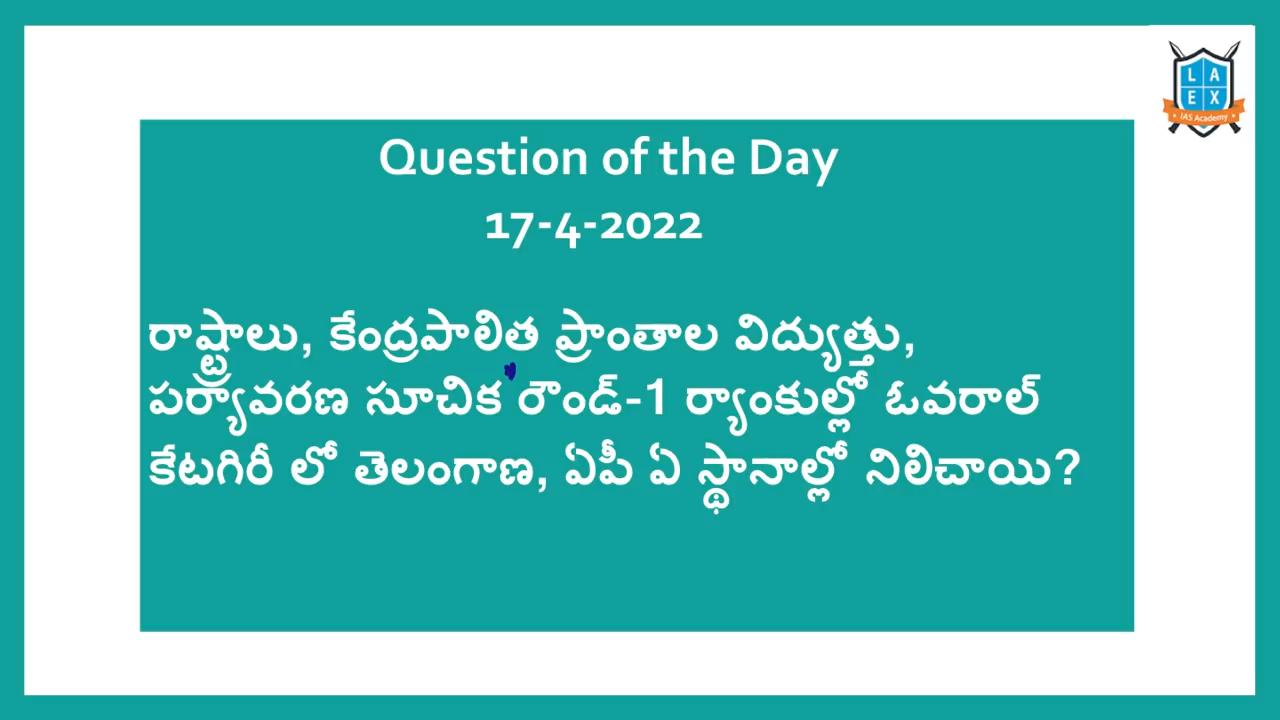 L A
E X
IAS Academy
Question of the Day
17-4-2022
రాష్ట్రాలు, కేంద్రపాలిత ప్రాంతాల విద్యుత్తు,
పర్యావరణ సూచిక రౌండ్-1 ర్యాంకుల్లో ఓవరాల్
కేటగిరీ లో తెలంగాణ, ఏపీ ఏ స్థానాల్లో నిలిచాయి?